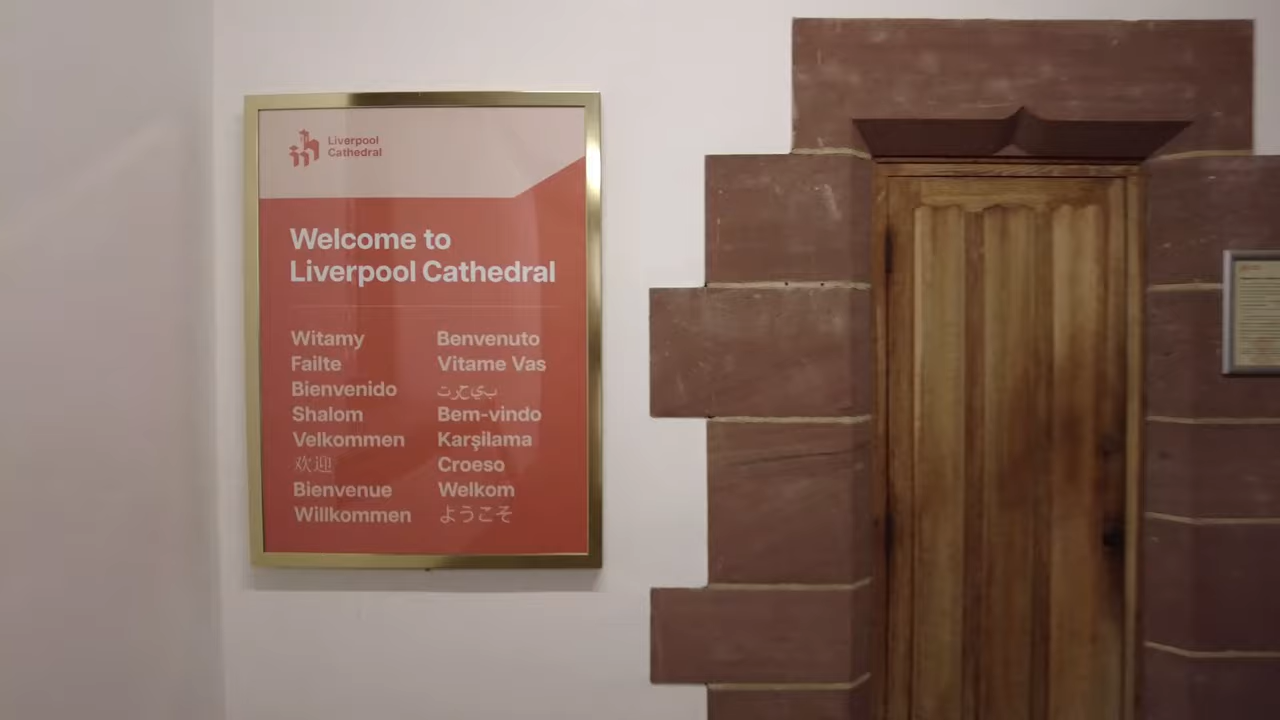 Liverpool
Cathedral
Welcome to
Liverpool Cathedral
Witamy
Failte
Bienvenido
Shalom
Velkommen
欢迎
Bienvenue
Willkommen
Benvenuto
Vitame Vas
بيحرت
Bem-vindo
Karşilama
Croeso
Welkom
ようこそ